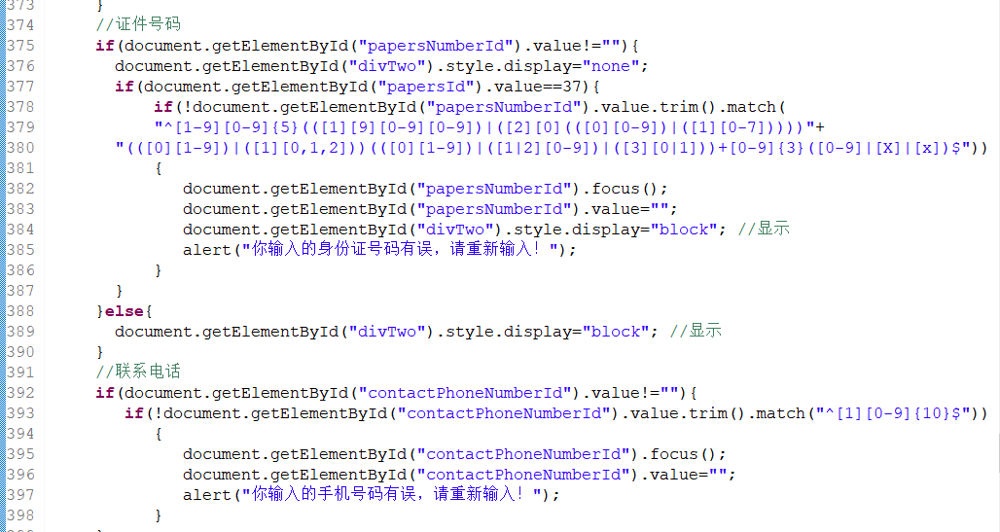 373 }
374 //证件号码
375 if(document.getElementById("papersNumberId").value!=""){
376 document.getElementById("divTwo").style.display="none";
377 if(document.getElementById("papersId").value==37){
378 if(!document.getElementById("papersNumberId").value.trim().match(
379 "^[1-9][0-9]{5}(([1][9][0-9][0-9])|([2][0](([0][0-9])|([1][0-7]))))"+
380 "(([0][1-9])|([1][0,1,2]))(([0][1-9])|([1|2][0-9])|([3][0|1]))+[0-9]{3}([0-9]|[X]|[x])$"))
381 {
382 document.getElementById("papersNumberId").focus();
383 document.getElementById("papersNumberId").value="";
384 document.getElementById("divTwo").style.display="block"; //显示
385 alert("你输入的身份证号码有误，请重新输入！");
386 }
387 }
388 }else{
389 document.getElementById("divTwo").style.display="block"; //显示
390 }
391 //联系电话
392 if(document.getElementById("contactPhoneNumberId").value!=""){
393 if(!document.getElementById("contactPhoneNumberId").value.trim().match("^[1][0-9]{10}$"))
394 {
395 document.getElementById("contactPhoneNumberId").focus();
396 document.getElementById("contactPhoneNumberId").value="";
397 alert("你输入的手机号码有误，请重新输入！");
398 }